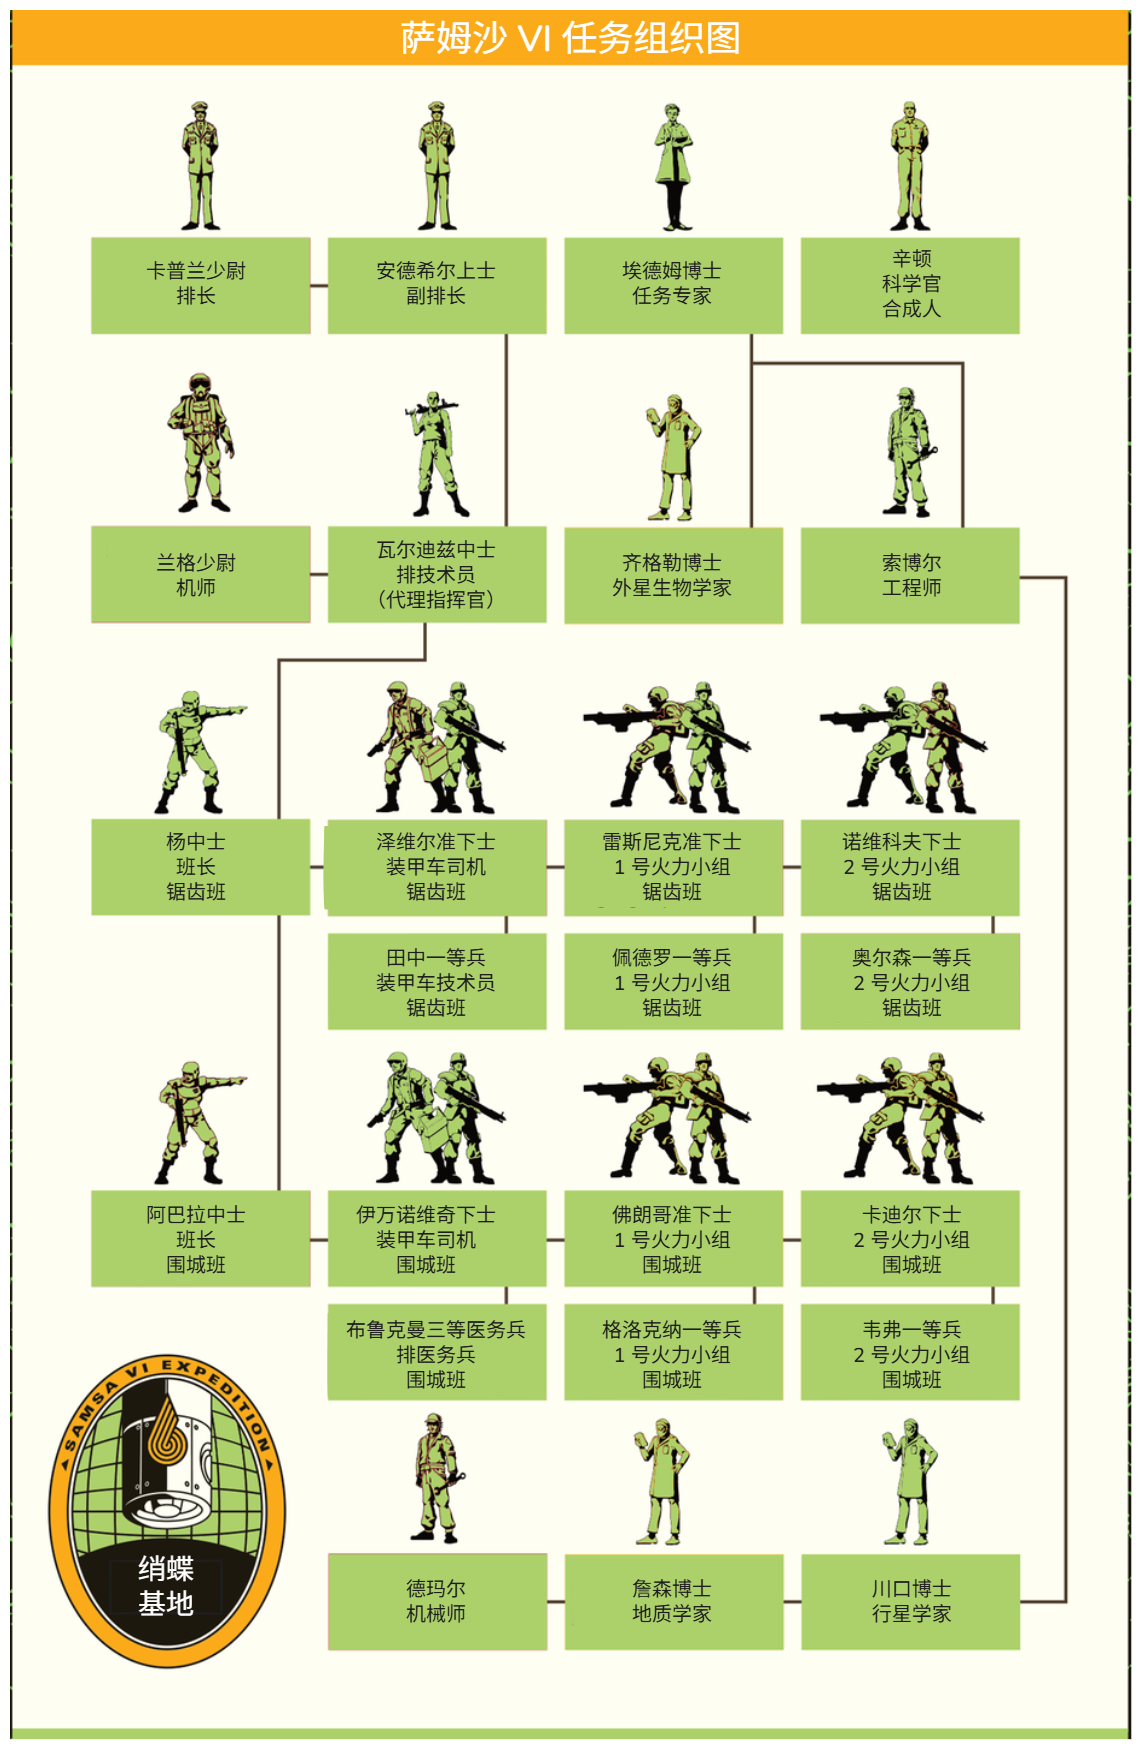 萨姆沙 VI 任务组织图
卡普兰少尉
排长
安德希尔上士
副排长
埃德姆博士
任务专家
辛顿
科学官
合成人
兰格少尉
机师
瓦尔迪兹中士
排技术员
（代理指挥官）
齐格勒博士
外星生物学家
索博尔
工程师
杨中士
班长
锯齿班
泽维尔准下士
装甲车司机
锯齿班
雷斯尼克准下士
1 号火力小组
锯齿班
诺维科夫下士
2 号火力小组
锯齿班
田中一等兵
装甲车技术员
锯齿班
佩德罗一等兵
1 号火力小组
锯齿班
奥尔森一等兵
2 号火力小组
锯齿班
阿巴拉中士
班长
围城班
伊万诺维奇下士
装甲车司机
围城班
佛朗哥准下士
1 号火力小组
围城班
卡迪尔下士
2 号火力小组
围城班
布鲁克曼三等医务兵
排医务兵
围城班
格洛克纳一等兵
1 号火力小组
围城班
韦弗一等兵
2 号火力小组
围城班
SAMSA VI EXPEDITION
绡蝶
基地
德玛尔
机械师
詹森博士
地质学家
川口博士
行星学家